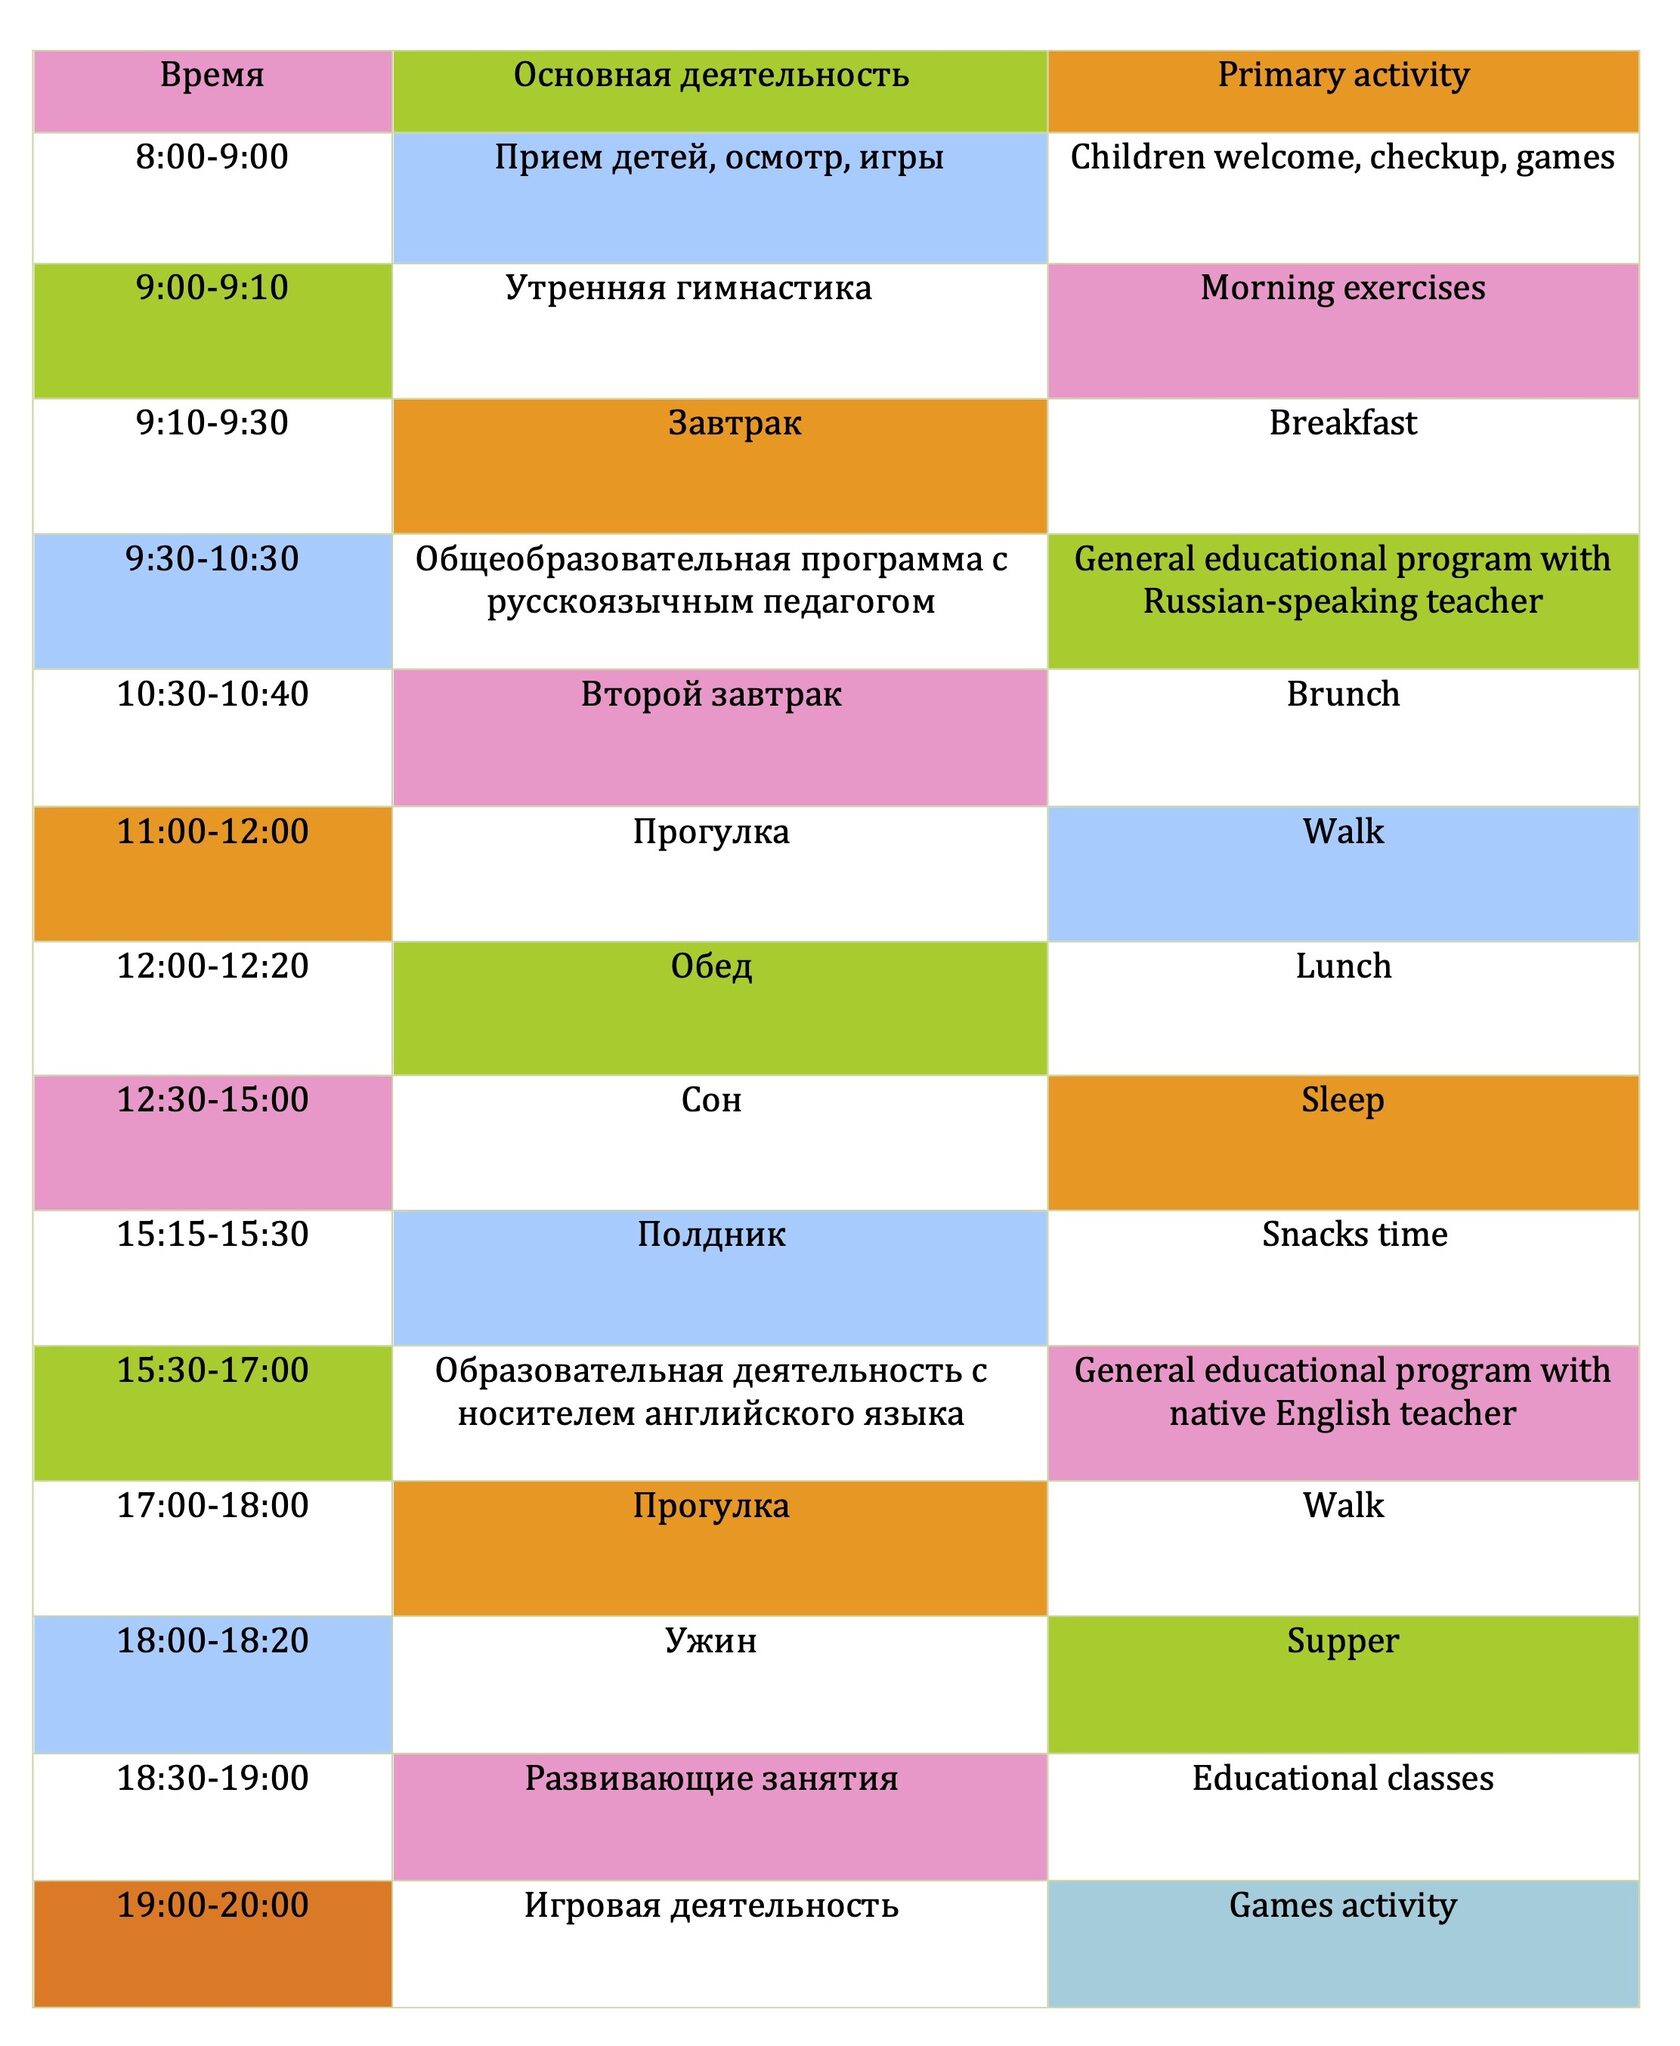 Время Основная деятельность Primary activity
8:00-9:00 Прием детей, осмотр, игры Children welcome, checkup, games
9:00-9:10 Утренняя гимнастика Morning exercises
9:10-9:30 Завтрак Breakfast
9:30-10:30 Общеобразовательная программа с General educational program with
русскоязычным педагогом Russian-speaking teacher
10:30-10:40 Второй завтрак Brunch
11:00-12:00 Прогулка Walk
12:00-12:20 Обед Lunch
12:30-15:00 Сон Sleep
15:15-15:30 Полдник Snacks time
15:30-17:00 Образовательная деятельность с General educational program with
носителем английского языка native English teacher
17:00-18:00 Прогулка Walk
18:00-18:20 Ужин Supper
18:30-19:00 Развивающие занятия Educational classes
19:00-20:00 Игровая деятельность Games activity